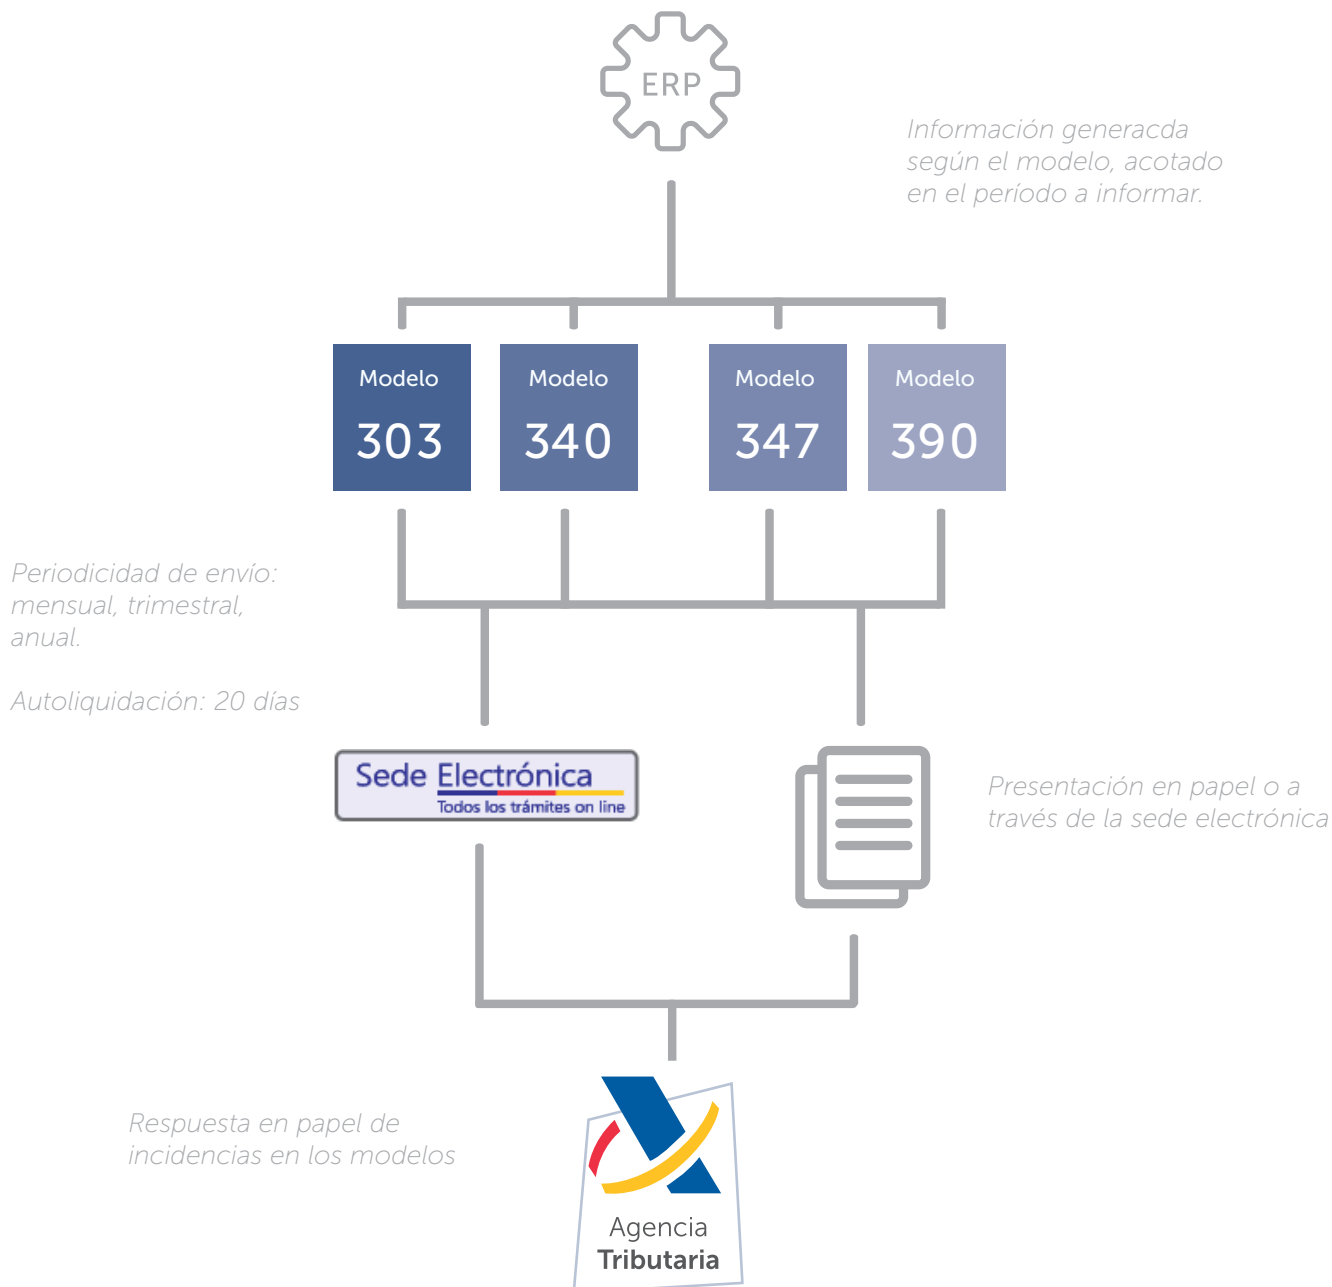 ERP
Información generacda
según el modelo, acotado
en el período a informar.
Modelo
303
Modelo
340
Modelo
347
Modelo
390
Periodicidad de envío:
mensual, trimestral,
anual.
Autoliquidación: 20 días
Sede Electrónica
Todos los trámites on line
Presentación en papel o a
través de la sede electrónica
Respuesta en papel de
incidencias en los modelos
Agencia
Tributaria